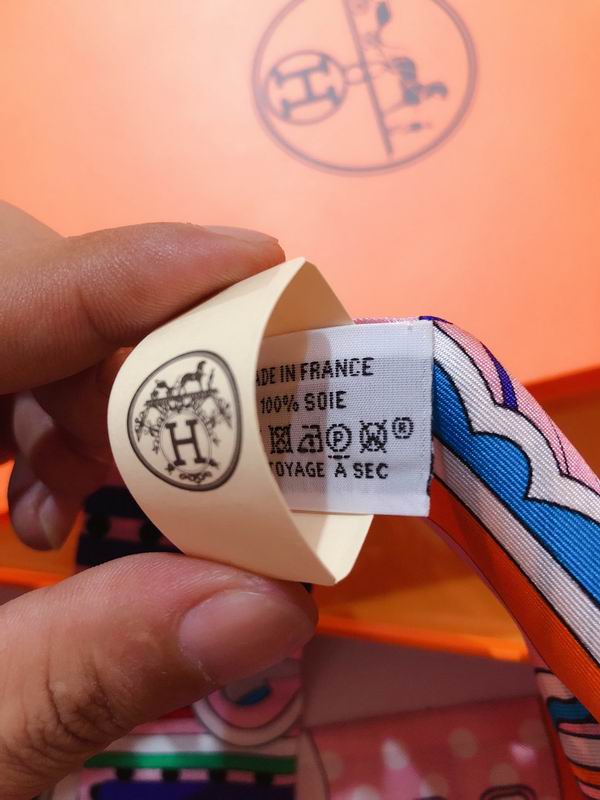 H
H
ADE IN FRANCE
100% SOIE
P ®
TOYAGE À SEC